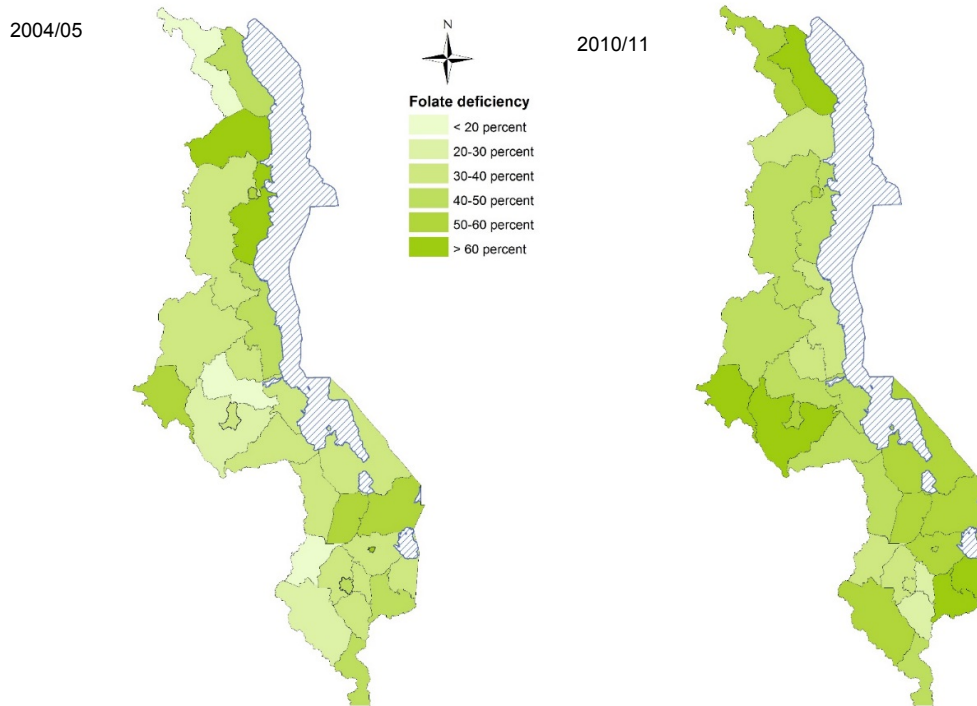 2004/05
N
2010/11
Folate deficiency
< 20 percent
20-30 percent
30-40 percent
40-50 percent
50-60 percent
> 60 percent